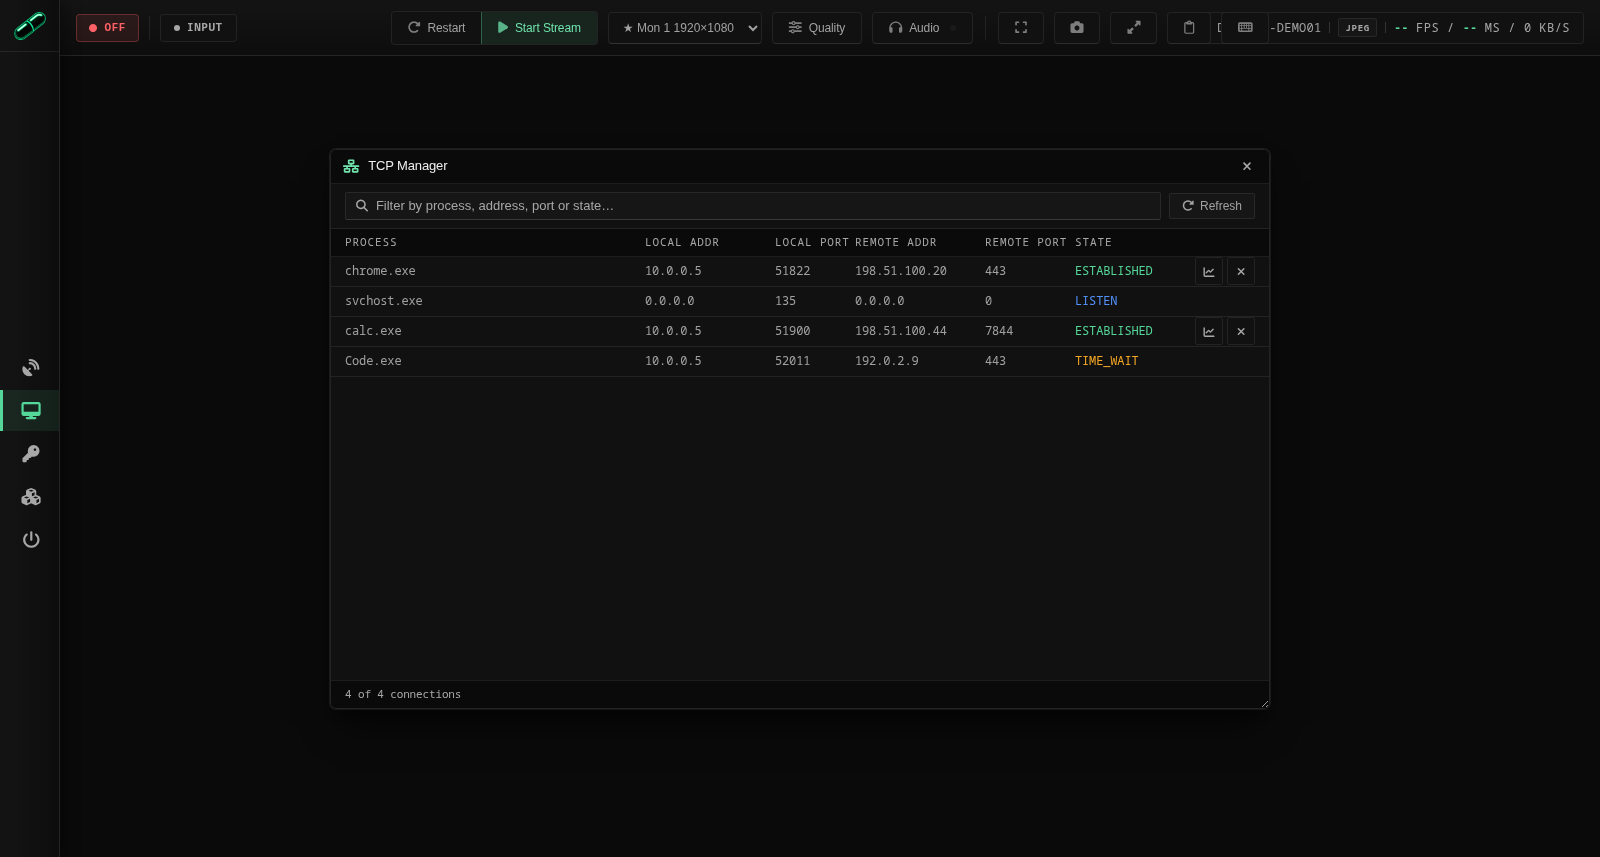 OFF
INPUT
Restart
Start Stream
★ Mon 1 1920×1080
Quality
Audio
-DEMO01
JPEG
-- FPS / -- MS / 0 KB/S
TCP Manager
Filter by process, address, port or state…
Refresh
PROCESS LOCAL ADDR LOCAL PORT REMOTE ADDR REMOTE PORT STATE
chrome.exe 10.0.0.5 51822 198.51.100.20 443 ESTABLISHED
svchost.exe 0.0.0.0 135 0.0.0.0 0 LISTEN
calc.exe 10.0.0.5 51900 198.51.100.44 7844 ESTABLISHED
Code.exe 10.0.0.5 52011 192.0.2.9 443 TIME_WAIT
4 of 4 connections